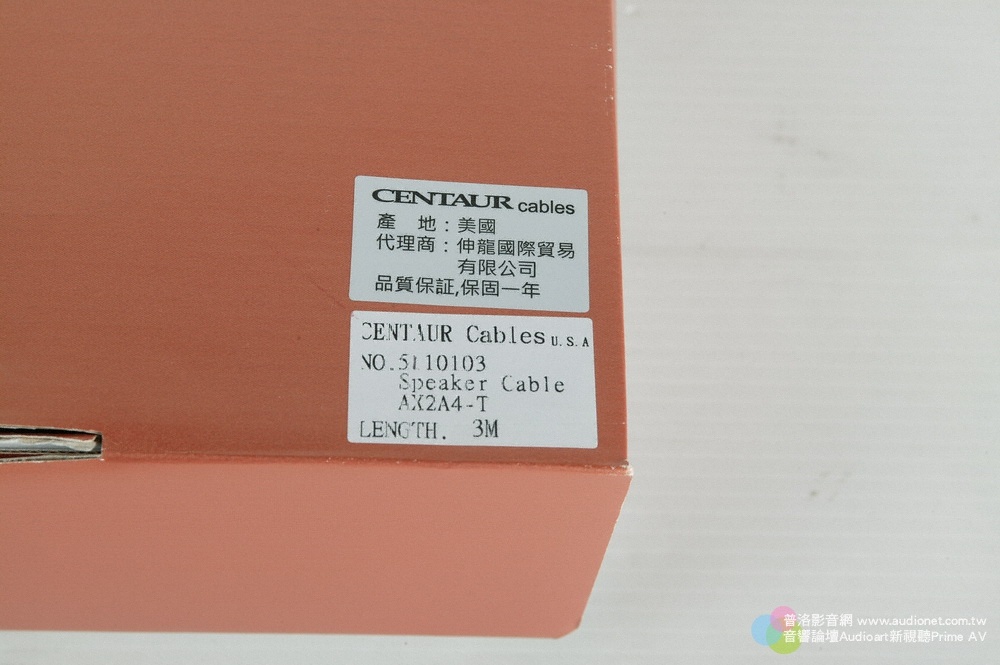 CENTAUR cables
產 地：美國
代理商：伸龍國際貿易
有限公司
品質保証,保固一年
CENTAUR Cables U.S.A
NO.5110103
Speaker Cable
AX2A4-T
LENGTH. 3M
普洛影音網 www.audionet.com.tw
音響論壇Audioart新視聽Prime AV